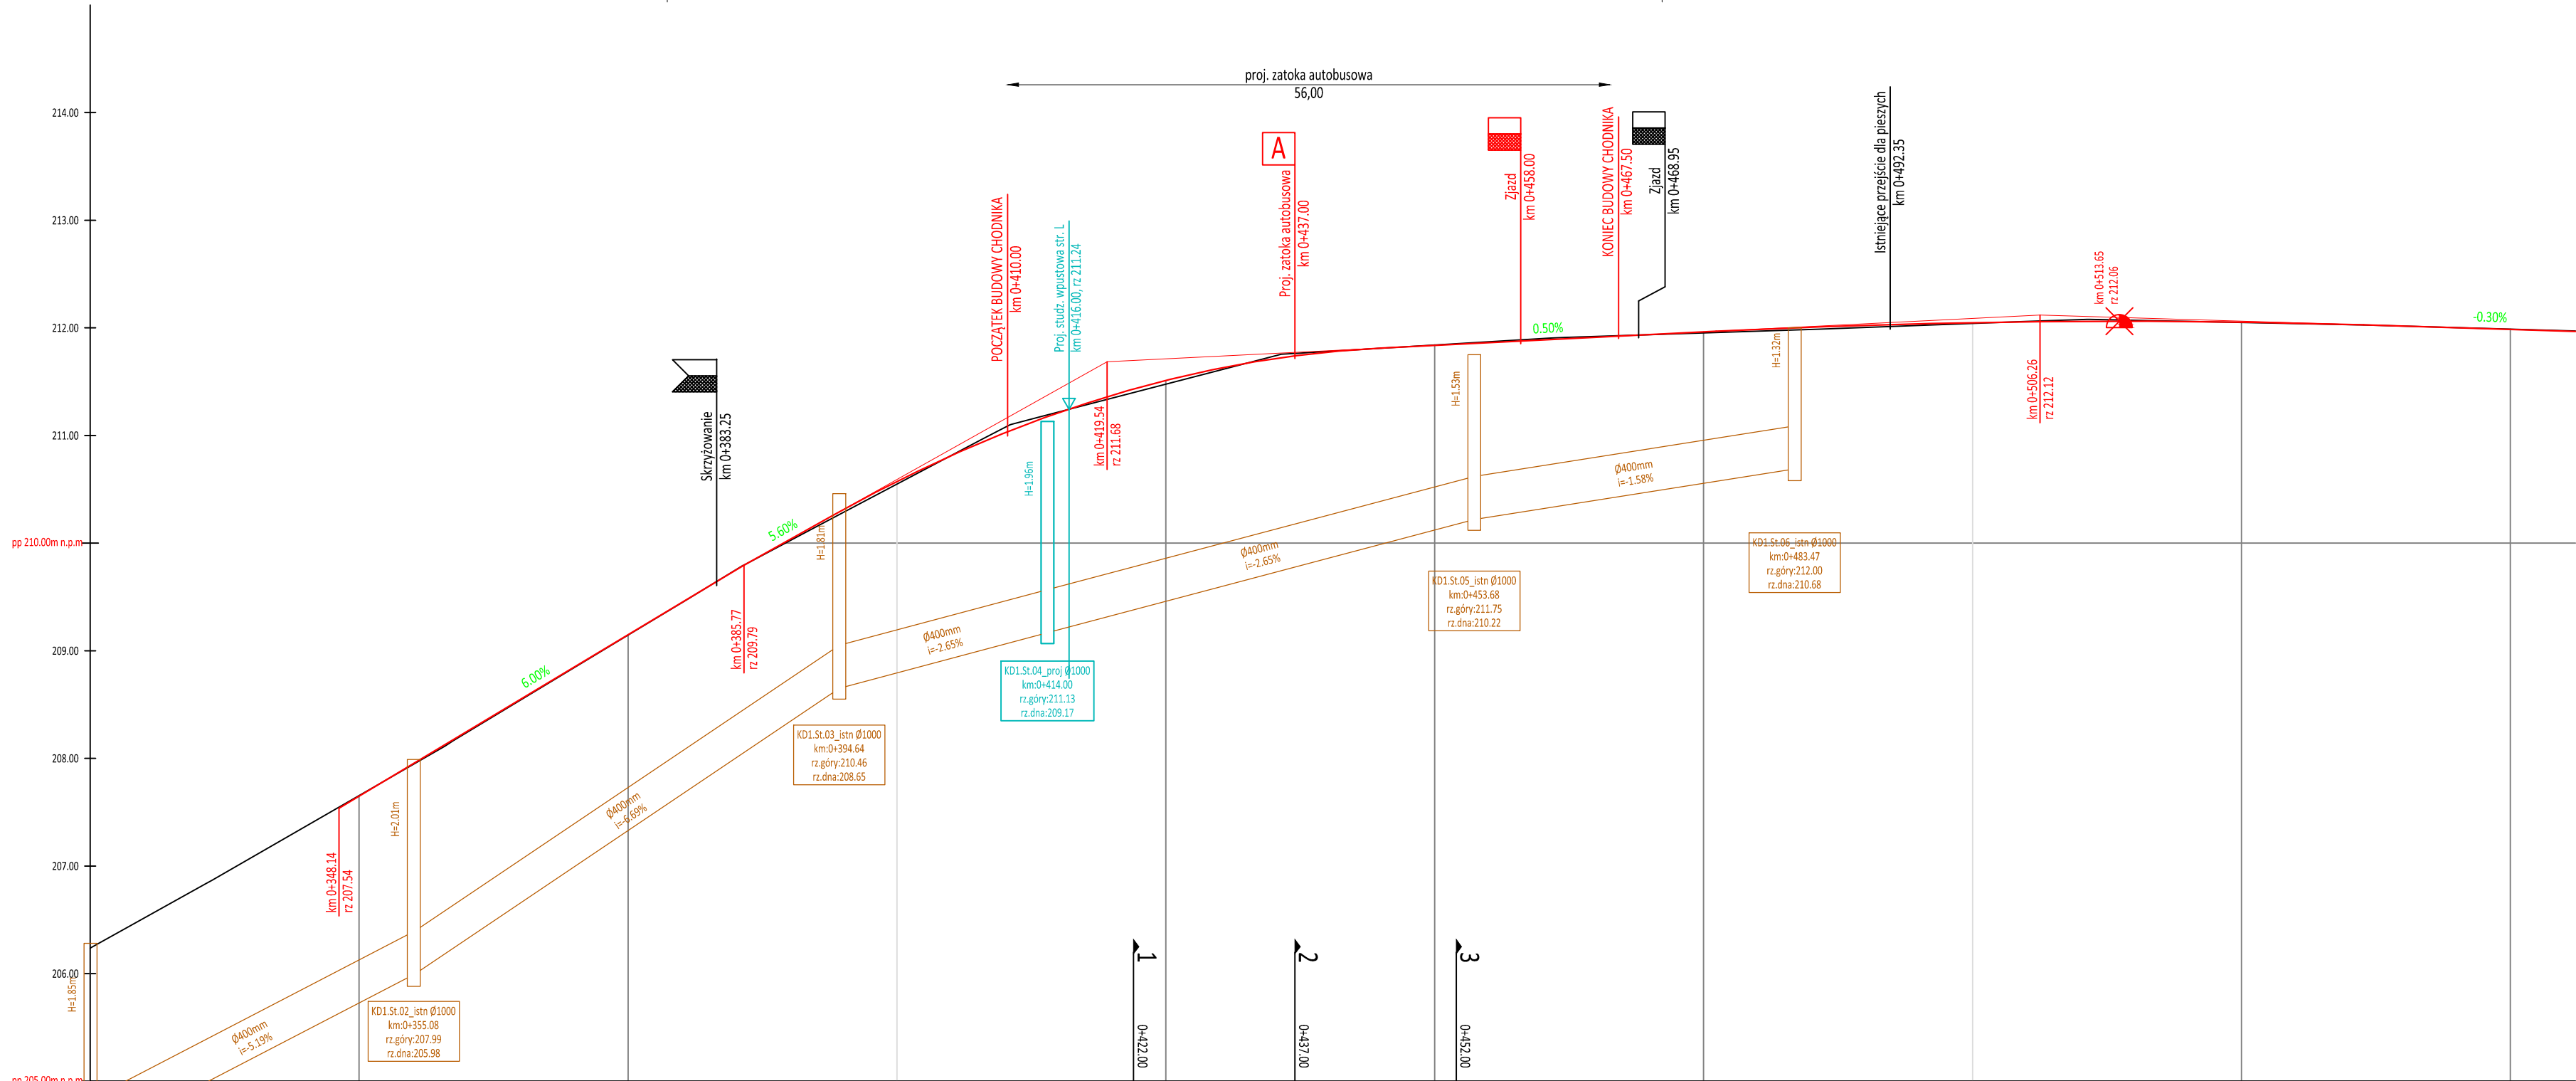 proj. zatoka autobusowa
56,00
214.00
213.00
212.00
211.00
pp 210.00m n.p.m
209.00
208.00
207.00
206.00
pp 205.00m n.p.m
H=1.85m
Ø400mm
i=-5.19%
km 0+348.14
rz 207.54
H=2.01m
KD1.St.02_istn Ø1000
km:0+355.08
rz.góry:207.99
rz.dna:205.98
6.00%
Ø400mm
i=-6.69%
Skrzyżowanie
km 0+383.25
km 0+385.77
rz 209.79
5.60%
H=1.81m
KD1.St.03_istn Ø1000
km:0+394.64
rz.góry:210.46
rz.dna:208.65
Ø400mm
i=-2.65%
POCZĄTEK BUDOWY CHODNIKA
km 0+410.00
H=1.96m
Proj. studz. wpustowa str. L
km 0+416.00, rz 211.24
KD1.St.04_proj Ø1000
km:0+414.00
rz.góry:211.13
rz.dna:209.17
km 0+419.54
rz 211.68
1
0+422.00
Ø400mm
i=-2.65%
A
Proj. zatoka autobusowa
km 0+437.00
2
0+437.00
3
0+452.00
H=1.53m
KD1.St.05_istn Ø1000
km:0+453.68
rz.góry:211.75
rz.dna:210.22
Zjazd
km 0+458.00
0.50%
Ø400mm
i=-1.58%
KONIEC BUDOWY CHODNIKA
km 0+467.50
Zjazd
km 0+468.95
H=1.32m
KD1.St.06_istn Ø1000
km:0+483.47
rz.góry:212.00
rz.dna:210.68
Istniejące przejście dla pieszych
km 0+492.35
km 0+506.26
rz 212.12
km 0+513.65
rz 212.06
-0.30%